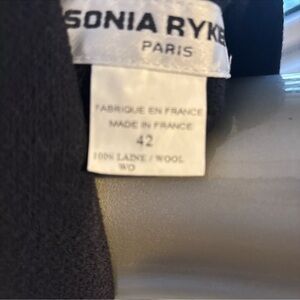 SONIA RYKE
PARIS
FABRIQUE EN FRANCE
MADE IN FRANCE
42
100% LAINE / WOOL
WO